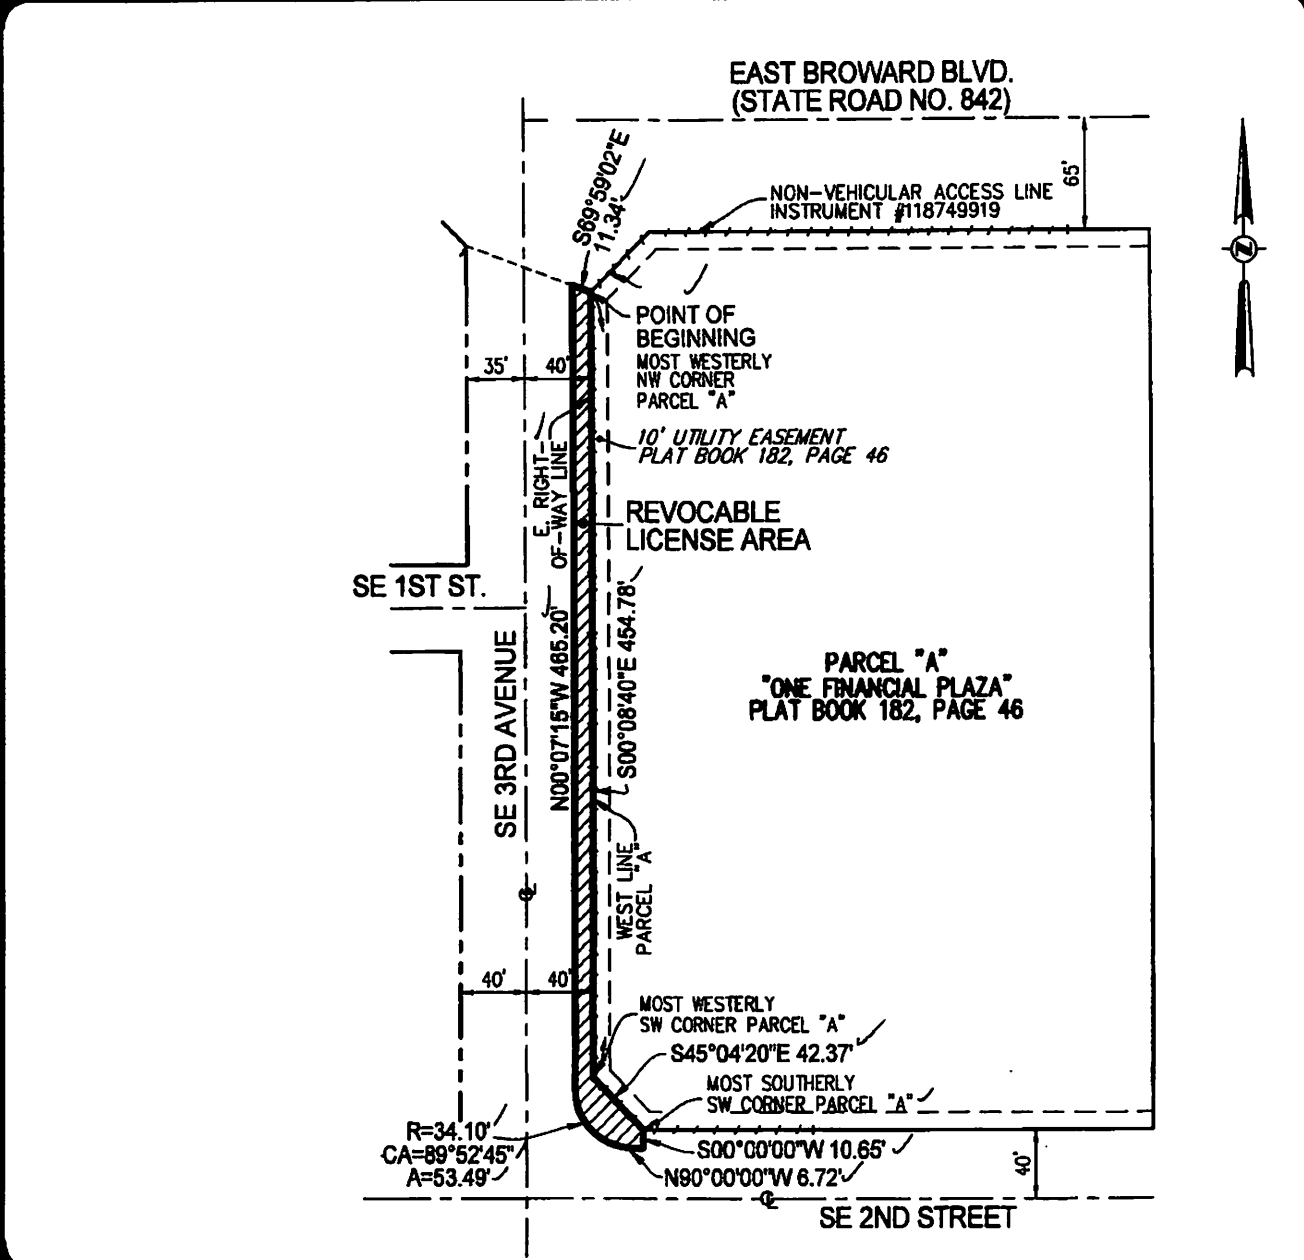 EAST BROWARD BLVD.
(STATE ROAD NO. 842)
S69°59'02"E
11.34'
65'
NON-VEHICULAR ACCESS LINE
INSTRUMENT #118749919
N
POINT OF
BEGINNING
MOST WESTERLY
NW CORNER
PARCEL "A"
35'
40'
10' UTILITY EASEMENT
PLAT BOOK 182, PAGE 46
E. RIGHT-
OF-WAY LINE
REVOCABLE
LICENSE AREA
SE 1ST ST.
N00°07'15"W 465.20'
S00°08'40"E 454.78'
SE 3RD AVENUE
PARCEL "A"
"ONE FINANCIAL PLAZA"
PLAT BOOK 182, PAGE 46
WEST LINE
PARCEL "A"
CL
40'
40'
MOST WESTERLY
SW CORNER PARCEL "A"
S45°04'20"E 42.37'
MOST SOUTHERLY
SW CORNER PARCEL "A"
R=34.10'
CA=89°52'45"
A=53.49'
S00°00'00"W 10.65'
N90°00'00"W 6.72'
40'
CL
SE 2ND STREET